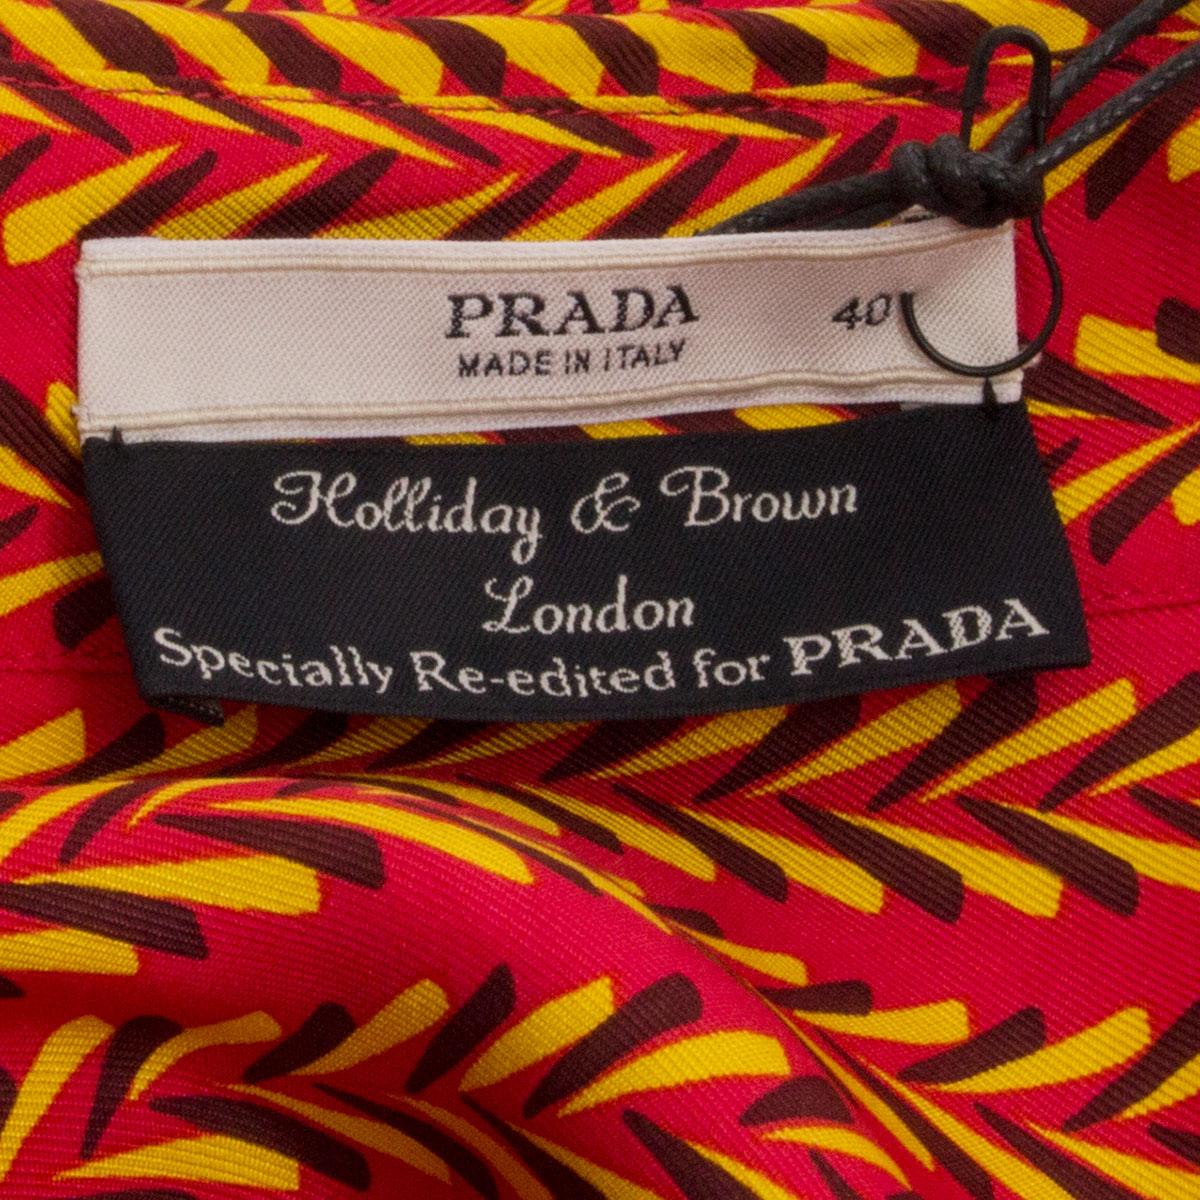 PRADA 40
MADE IN ITALY
Holliday & Brown
London
Specially Re-edited for PRADA